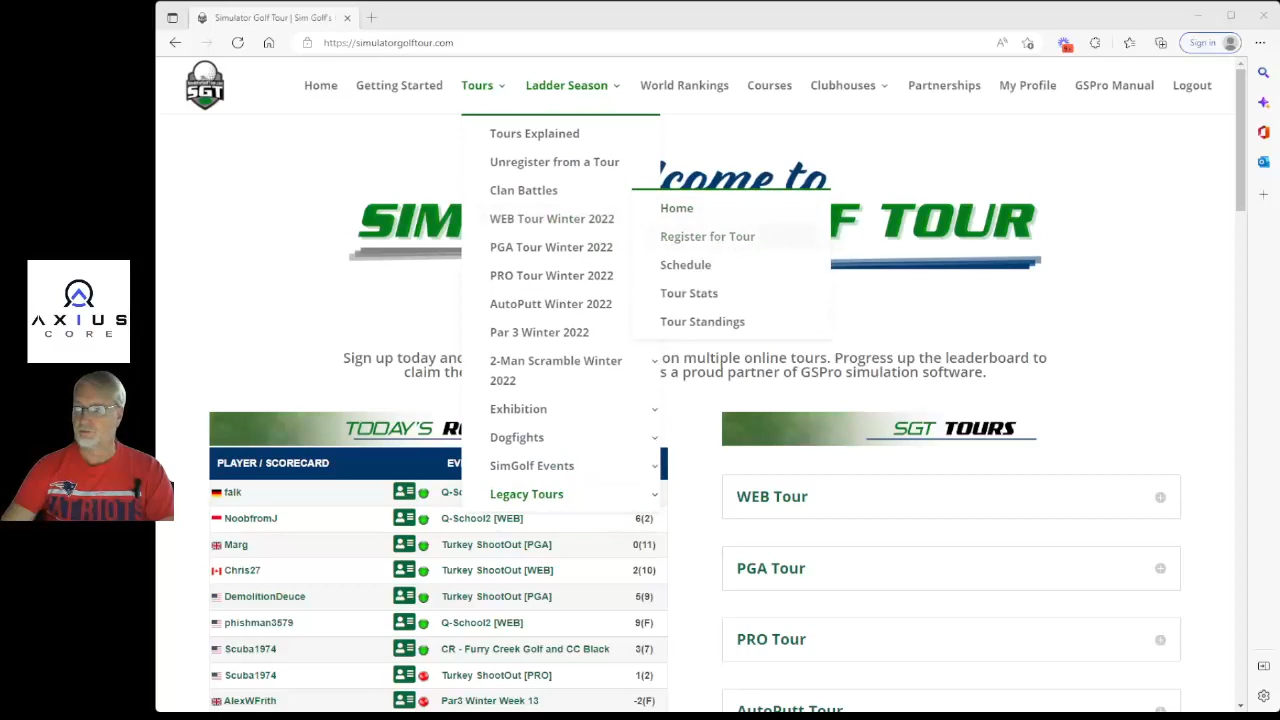 Simulator Golf Tour | Sim Golf's
https://simulatorgolftour.com
Sign in
SGT
Home Getting Started Tours Ladder Season World Rankings Courses Clubhouses Partnerships My Profile GSPro Manual Logout
Tours Explained
Unregister from a Tour
Clan Battles
WEB Tour Winter 2022
PGA Tour Winter 2022
PRO Tour Winter 2022
AutoPutt Winter 2022
Par 3 Winter 2022
2-Man Scramble Winter
2022
Exhibition
Dogfights
SimGolf Events
Legacy Tours
Home
Register for Tour
Schedule
Tour Stats
Tour Standings
lcome to
SIM F TOUR
Sign up today and on multiple online tours. Progress up the leaderboard to
claim the s a proud partner of GSPro simulation software.
TODAY'S R
PLAYER / SCORECARD EV
falk Q-Sc
NoobfromJ Q-School2 [WEB] 6(2)
Marg Turkey ShootOut [PGA] 0(11)
Chris27 Turkey ShootOut [WEB] 2(10)
DemolitionDeuce Turkey ShootOut [PGA] 5(9)
phishman3579 Q-School2 [WEB] 9(F)
Scuba1974 CR - Furry Creek Golf and CC Black 3(7)
Scuba1974 Turkey ShootOut [PRO] 1(2)
AlexWFrith Par3 Winter Week 13 -2(F)
SGT TOURS
WEB Tour
PGA Tour
PRO Tour
AutoPutt Tour
AXIUS
CORE
PATRIOTS